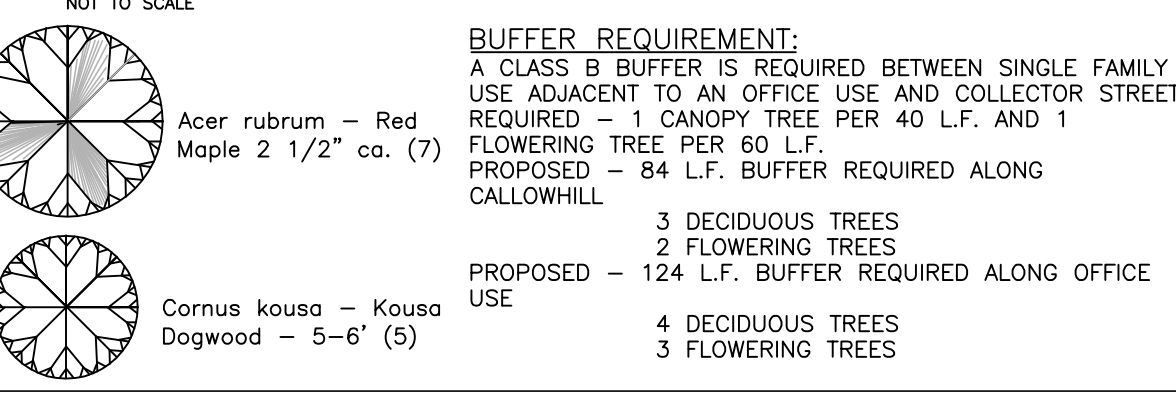 NOT TO SCALE
Acer rubrum – Red
Maple 2 1/2" ca. (7)
Cornus kousa – Kousa
Dogwood – 5–6' (5)
BUFFER REQUIREMENT:
A CLASS B BUFFER IS REQUIRED BETWEEN SINGLE FAMILY
USE ADJACENT TO AN OFFICE USE AND COLLECTOR STREET
REQUIRED – 1 CANOPY TREE PER 40 L.F. AND 1
FLOWERING TREE PER 60 L.F.
PROPOSED – 84 L.F. BUFFER REQUIRED ALONG
CALLOWHILL
3 DECIDUOUS TREES
2 FLOWERING TREES
PROPOSED – 124 L.F. BUFFER REQUIRED ALONG OFFICE
USE
4 DECIDUOUS TREES
3 FLOWERING TREES